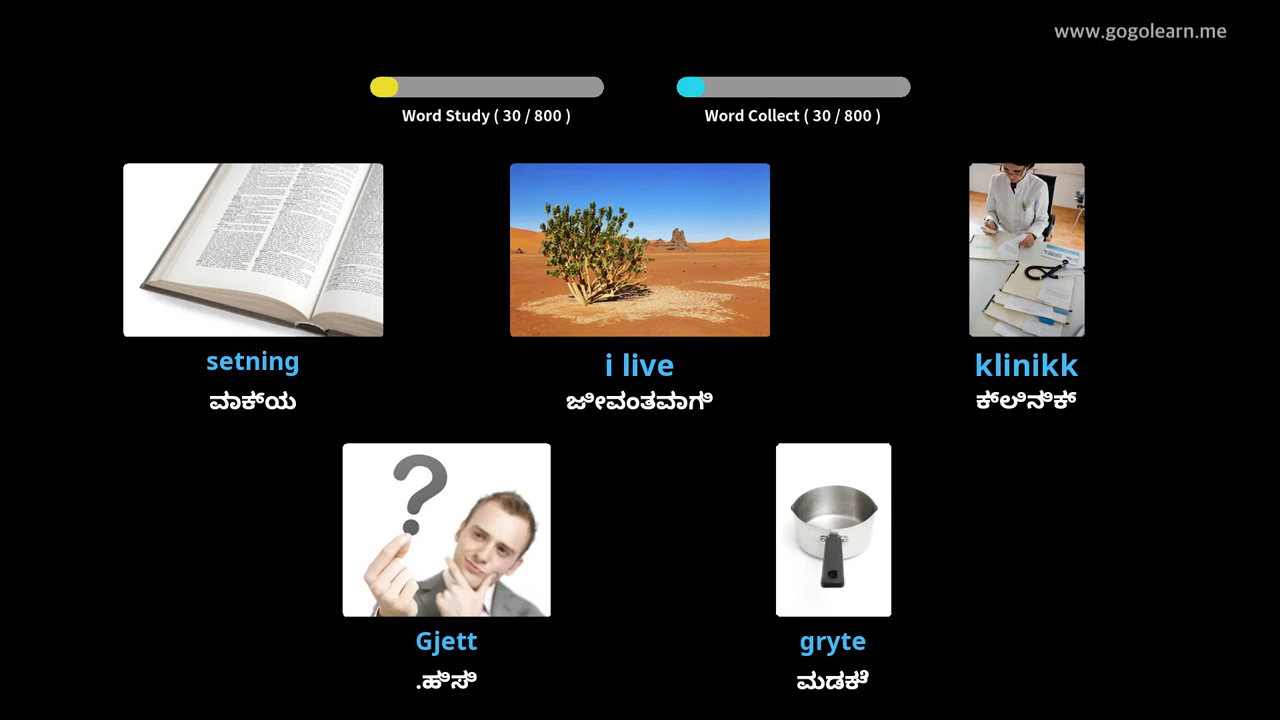 www.gogolearn.me
Word Study ( 30 / 800 )
Word Collect ( 30 / 800 )
setning
i live
klinikk
ವಾಕ್ಯ
ಜೀವಂತವಾಗಿ
ಕ್ಲಿನಿಕ್
Gjett
gryte
.ಹಿಸಿ
ಮಡಕೆ